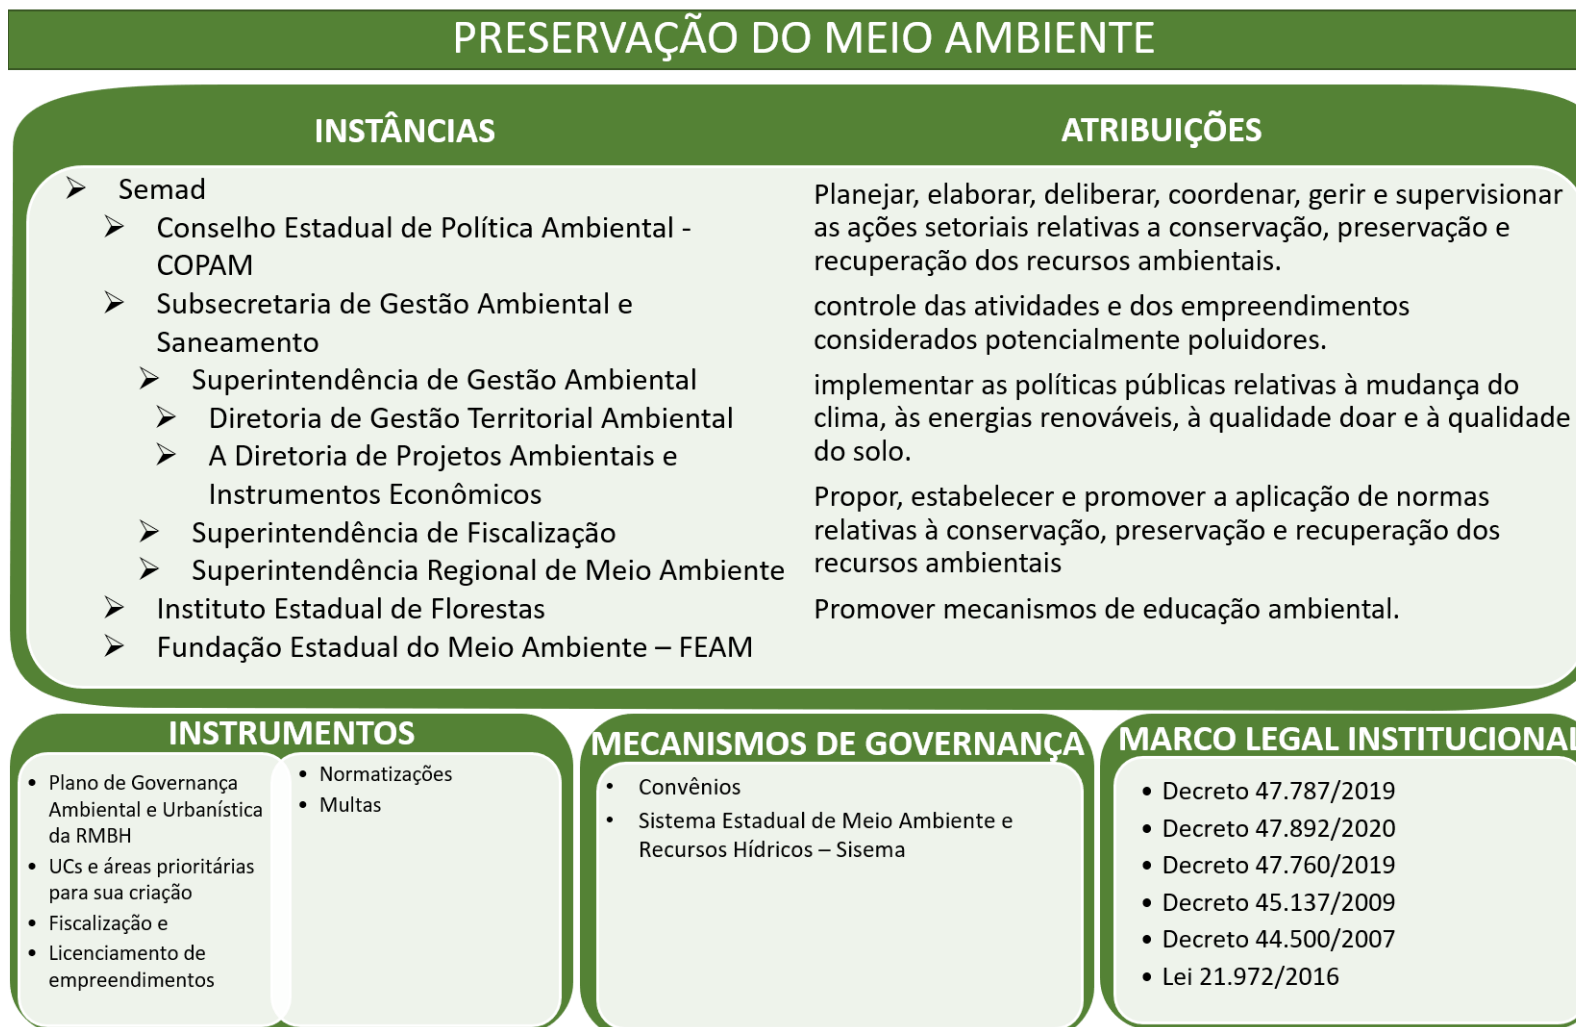 PRESERVAÇÃO DO MEIO AMBIENTE
INSTÂNCIAS
➢ Semad
➢ Conselho Estadual de Política Ambiental -
COPAM
➢ Subsecretaria de Gestão Ambiental e
Saneamento
➢ Superintendência de Gestão Ambiental
➢ Diretoria de Gestão Territorial Ambiental
➢ A Diretoria de Projetos Ambientais e
Instrumentos Econômicos
➢ Superintendência de Fiscalização
➢ Superintendência Regional de Meio Ambiente
➢ Instituto Estadual de Florestas
➢ Fundação Estadual do Meio Ambiente – FEAM
ATRIBUIÇÕES
Planejar, elaborar, deliberar, coordenar, gerir e supervisionar
as ações setoriais relativas a conservação, preservação e
recuperação dos recursos ambientais.
controle das atividades e dos empreendimentos
considerados potencialmente poluidores.
implementar as políticas públicas relativas à mudança do
clima, às energias renováveis, à qualidade doar e à qualidade
do solo.
Propor, estabelecer e promover a aplicação de normas
relativas à conservação, preservação e recuperação dos
recursos ambientais
Promover mecanismos de educação ambiental.
INSTRUMENTOS
• Plano de Governança
Ambiental e Urbanística
da RMBH
• UCs e áreas prioritárias
para sua criação
• Fiscalização e
• Licenciamento de
empreendimentos
• Normatizações
• Multas
MECANISMOS DE GOVERNANÇA
• Convênios
• Sistema Estadual de Meio Ambiente e
Recursos Hídricos – Sisema
MARCO LEGAL INSTITUCIONAL
• Decreto 47.787/2019
• Decreto 47.892/2020
• Decreto 47.760/2019
• Decreto 45.137/2009
• Decreto 44.500/2007
• Lei 21.972/2016